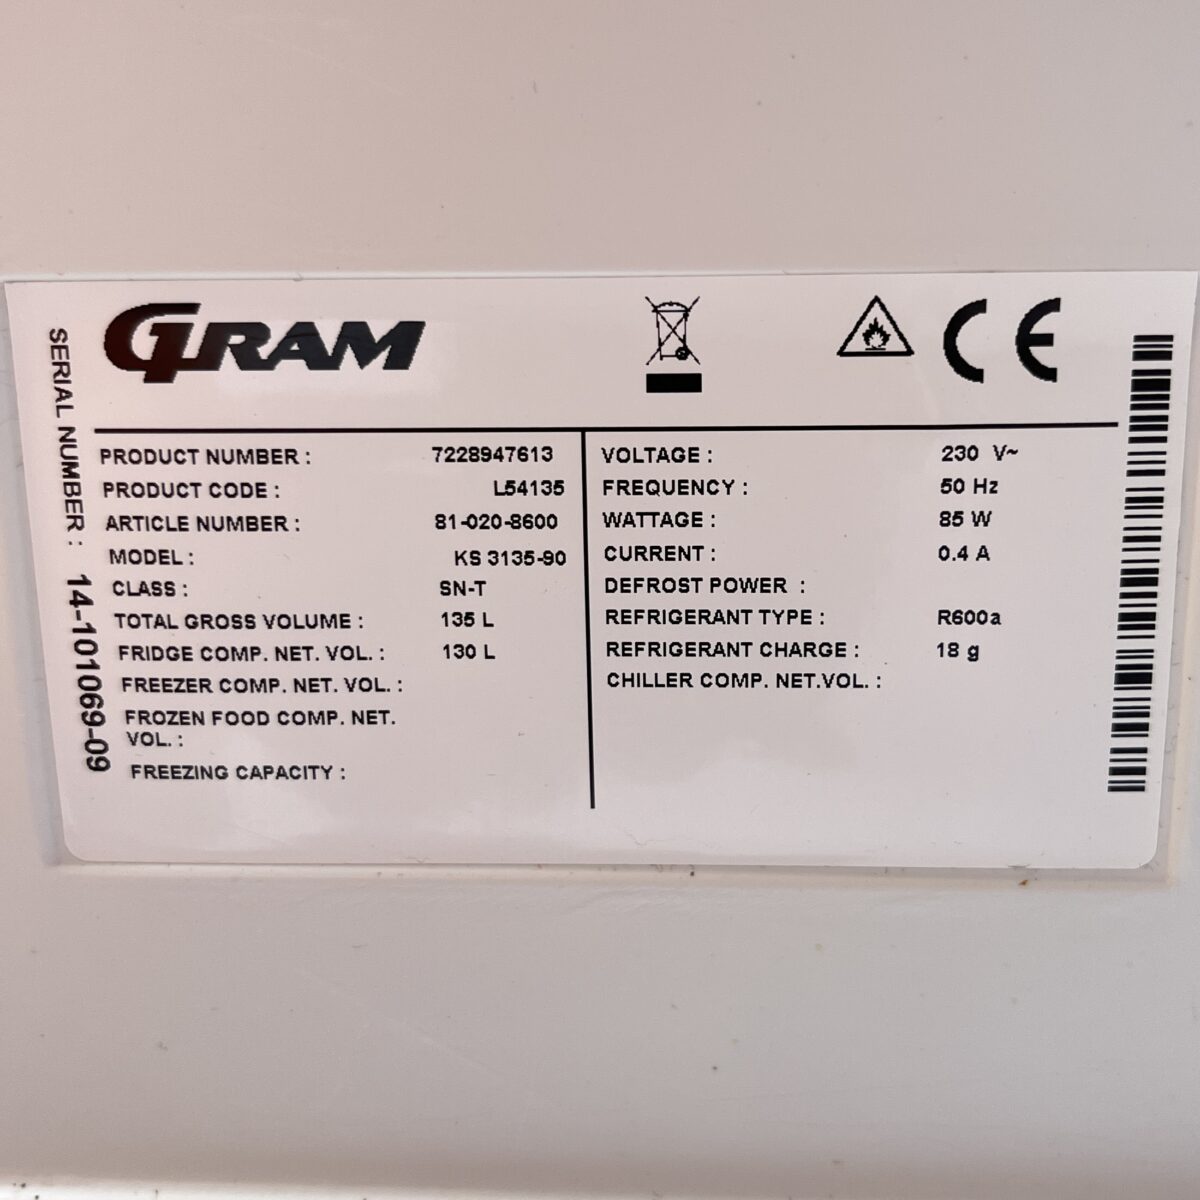 GRAM
CE
SERIAL NUMBER : 14-101069-09
PRODUCT NUMBER : 7228947613
PRODUCT CODE : L54135
ARTICLE NUMBER : 81-020-8600
MODEL : KS 3135-90
CLASS : SN-T
TOTAL GROSS VOLUME : 135 L
FRIDGE COMP. NET. VOL. : 130 L
FREEZER COMP. NET. VOL. :
FROZEN FOOD COMP. NET.
VOL. :
FREEZING CAPACITY :
VOLTAGE : 230 V~
FREQUENCY : 50 Hz
WATTAGE : 85 W
CURRENT : 0.4 A
DEFROST POWER :
REFRIGERANT TYPE : R600a
REFRIGERANT CHARGE : 18 g
CHILLER COMP. NET.VOL. :